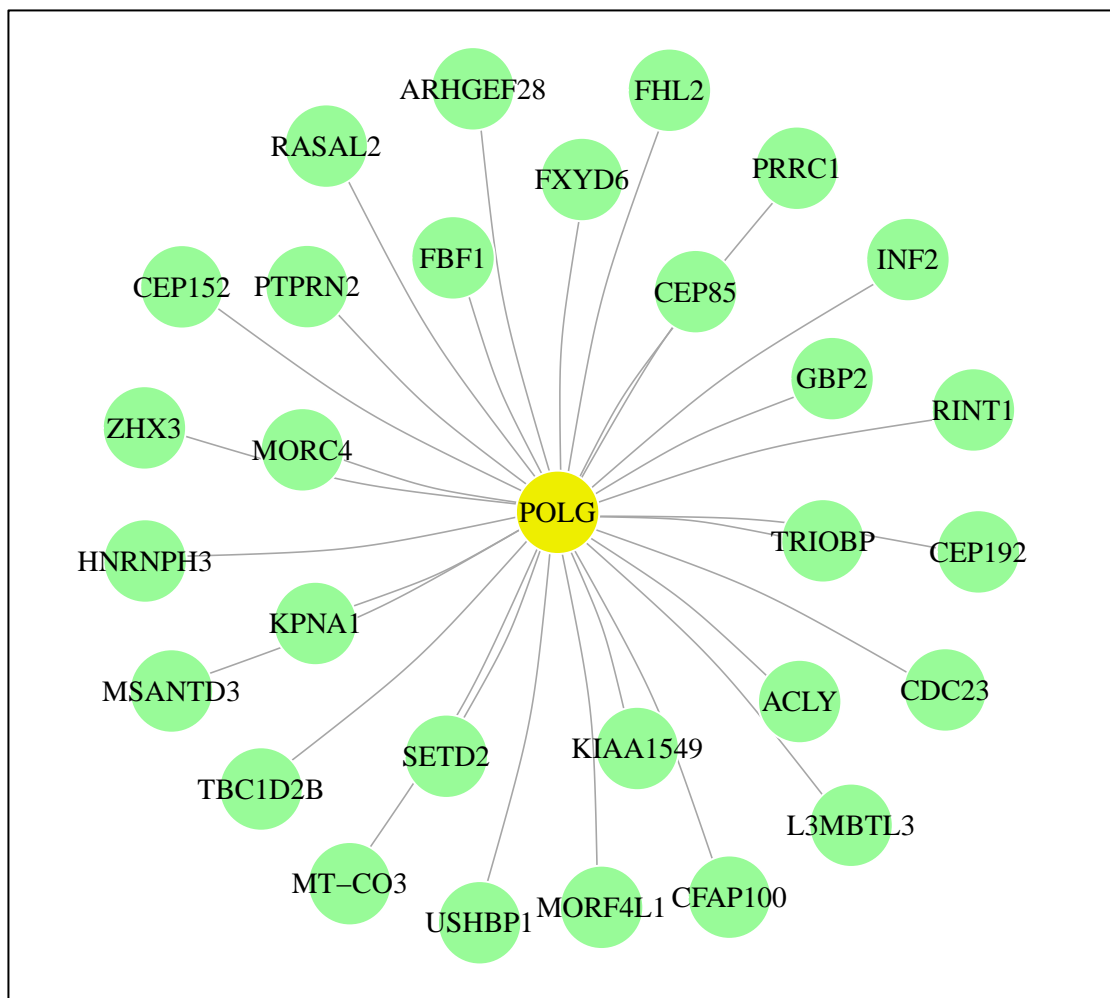 ARHGEF28
FHL2
RASAL2
PRRC1
FXYD6
FBF1
INF2
CEP152
PTPRN2
CEP85
GBP2
RINT1
ZHX3
MORC4
POLG
TRIOBP
CEP192
HNRNPH3
KPNA1
MSANTD3
ACLY
CDC23
SETD2
KIAA1549
TBC1D2B
L3MBTL3
MT−CO3
USHBP1
MORF4L1
CFAP100